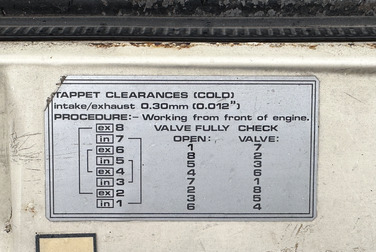 TAPPET CLEARANCES (COLD)
intake/exhaust 0.30mm (0.012")
PROCEDURE:- Working from front of engine.
ex 8 VALVE FULLY CHECK
in 7 OPEN: VALVE:
ex 6 1 7
in 5 8 2
ex 4 5 3
in 3 4 6
ex 2 7 1
in 1 2 8
3 5
6 4